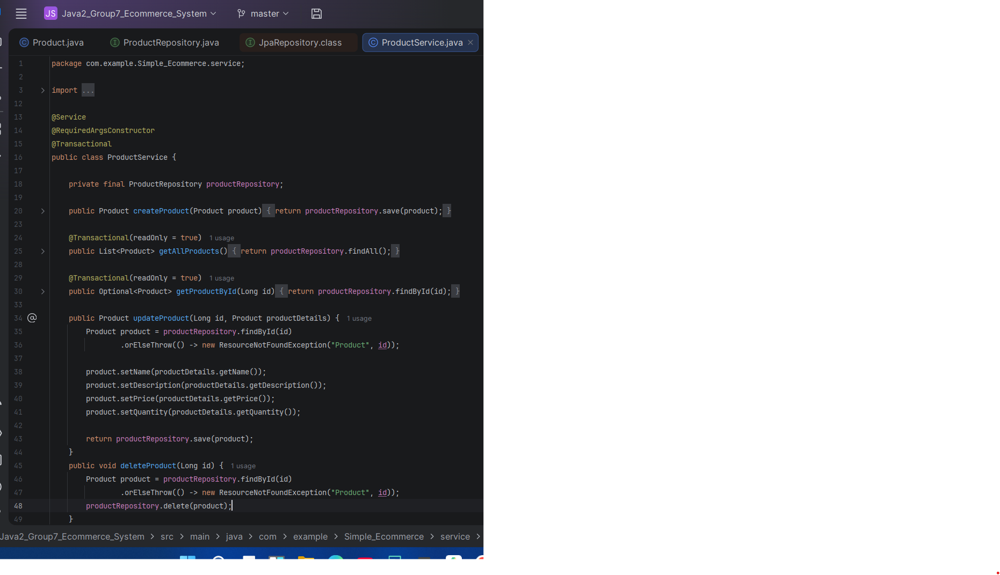 JS Java2_Group7_Ecommerce_System master
Product.java ProductRepository.java JpaRepository.class ProductService.java
1 package com.example.Simple_Ecommerce.service;
2
3 import ...
12
13 @Service
14 @RequiredArgsConstructor
15 @Transactional
16 public class ProductService {
17
18 private final ProductRepository productRepository;
19
20 public Product createProduct(Product product) { return productRepository.save(product); }
23
24 @Transactional(readOnly = true) 1 usage
25 public List<Product> getAllProducts() { return productRepository.findAll(); }
28
29 @Transactional(readOnly = true) 1 usage
30 public Optional<Product> getProductById(Long id) { return productRepository.findById(id); }
33
34 @ public Product updateProduct(Long id, Product productDetails) { 1 usage
35 Product product = productRepository.findById(id)
36 .orElseThrow(() -> new ResourceNotFoundException("Product", id));
37
38 product.setName(productDetails.getName());
39 product.setDescription(productDetails.getDescription());
40 product.setPrice(productDetails.getPrice());
41 product.setQuantity(productDetails.getQuantity());
42
43 return productRepository.save(product);
44 }
45 public void deleteProduct(Long id) { 1 usage
46 Product product = productRepository.findById(id)
47 .orElseThrow(() -> new ResourceNotFoundException("Product", id));
48 productRepository.delete(product);
49 }
Java2_Group7_Ecommerce_System > src > main > java > com > example > Simple_Ecommerce > service >